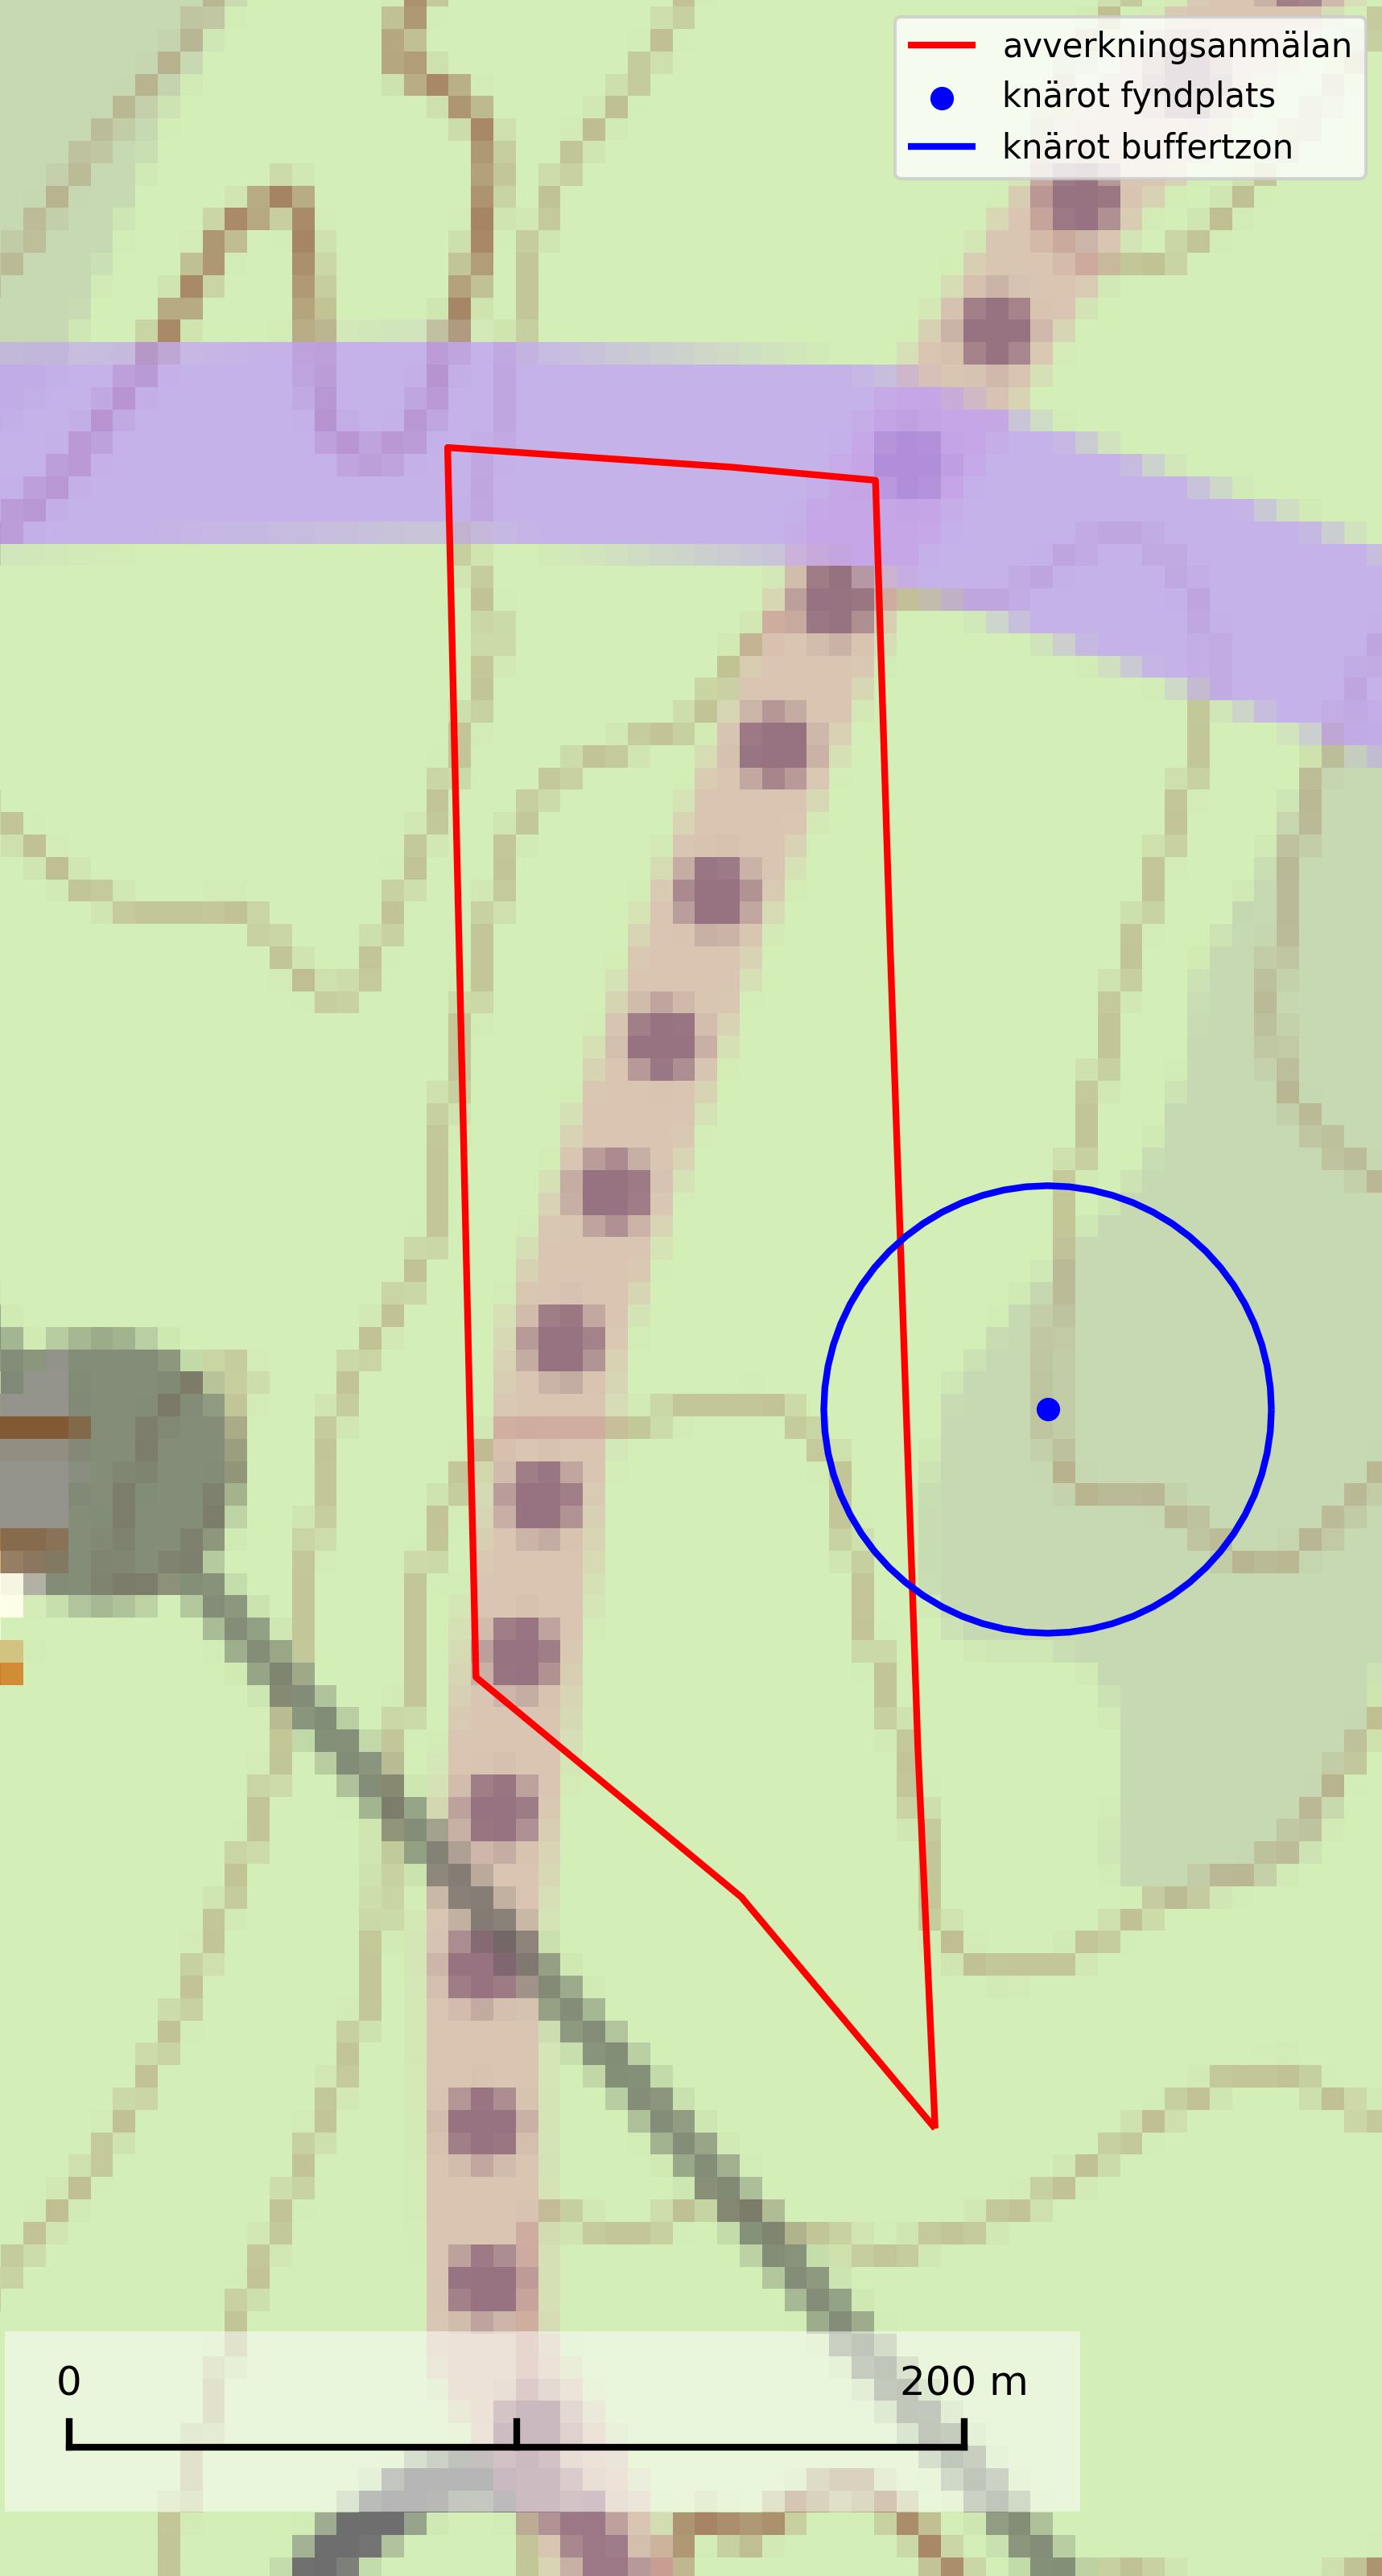 avverkningsanmälan
knärot fyndplats
knärot buffertzon
0 200 m